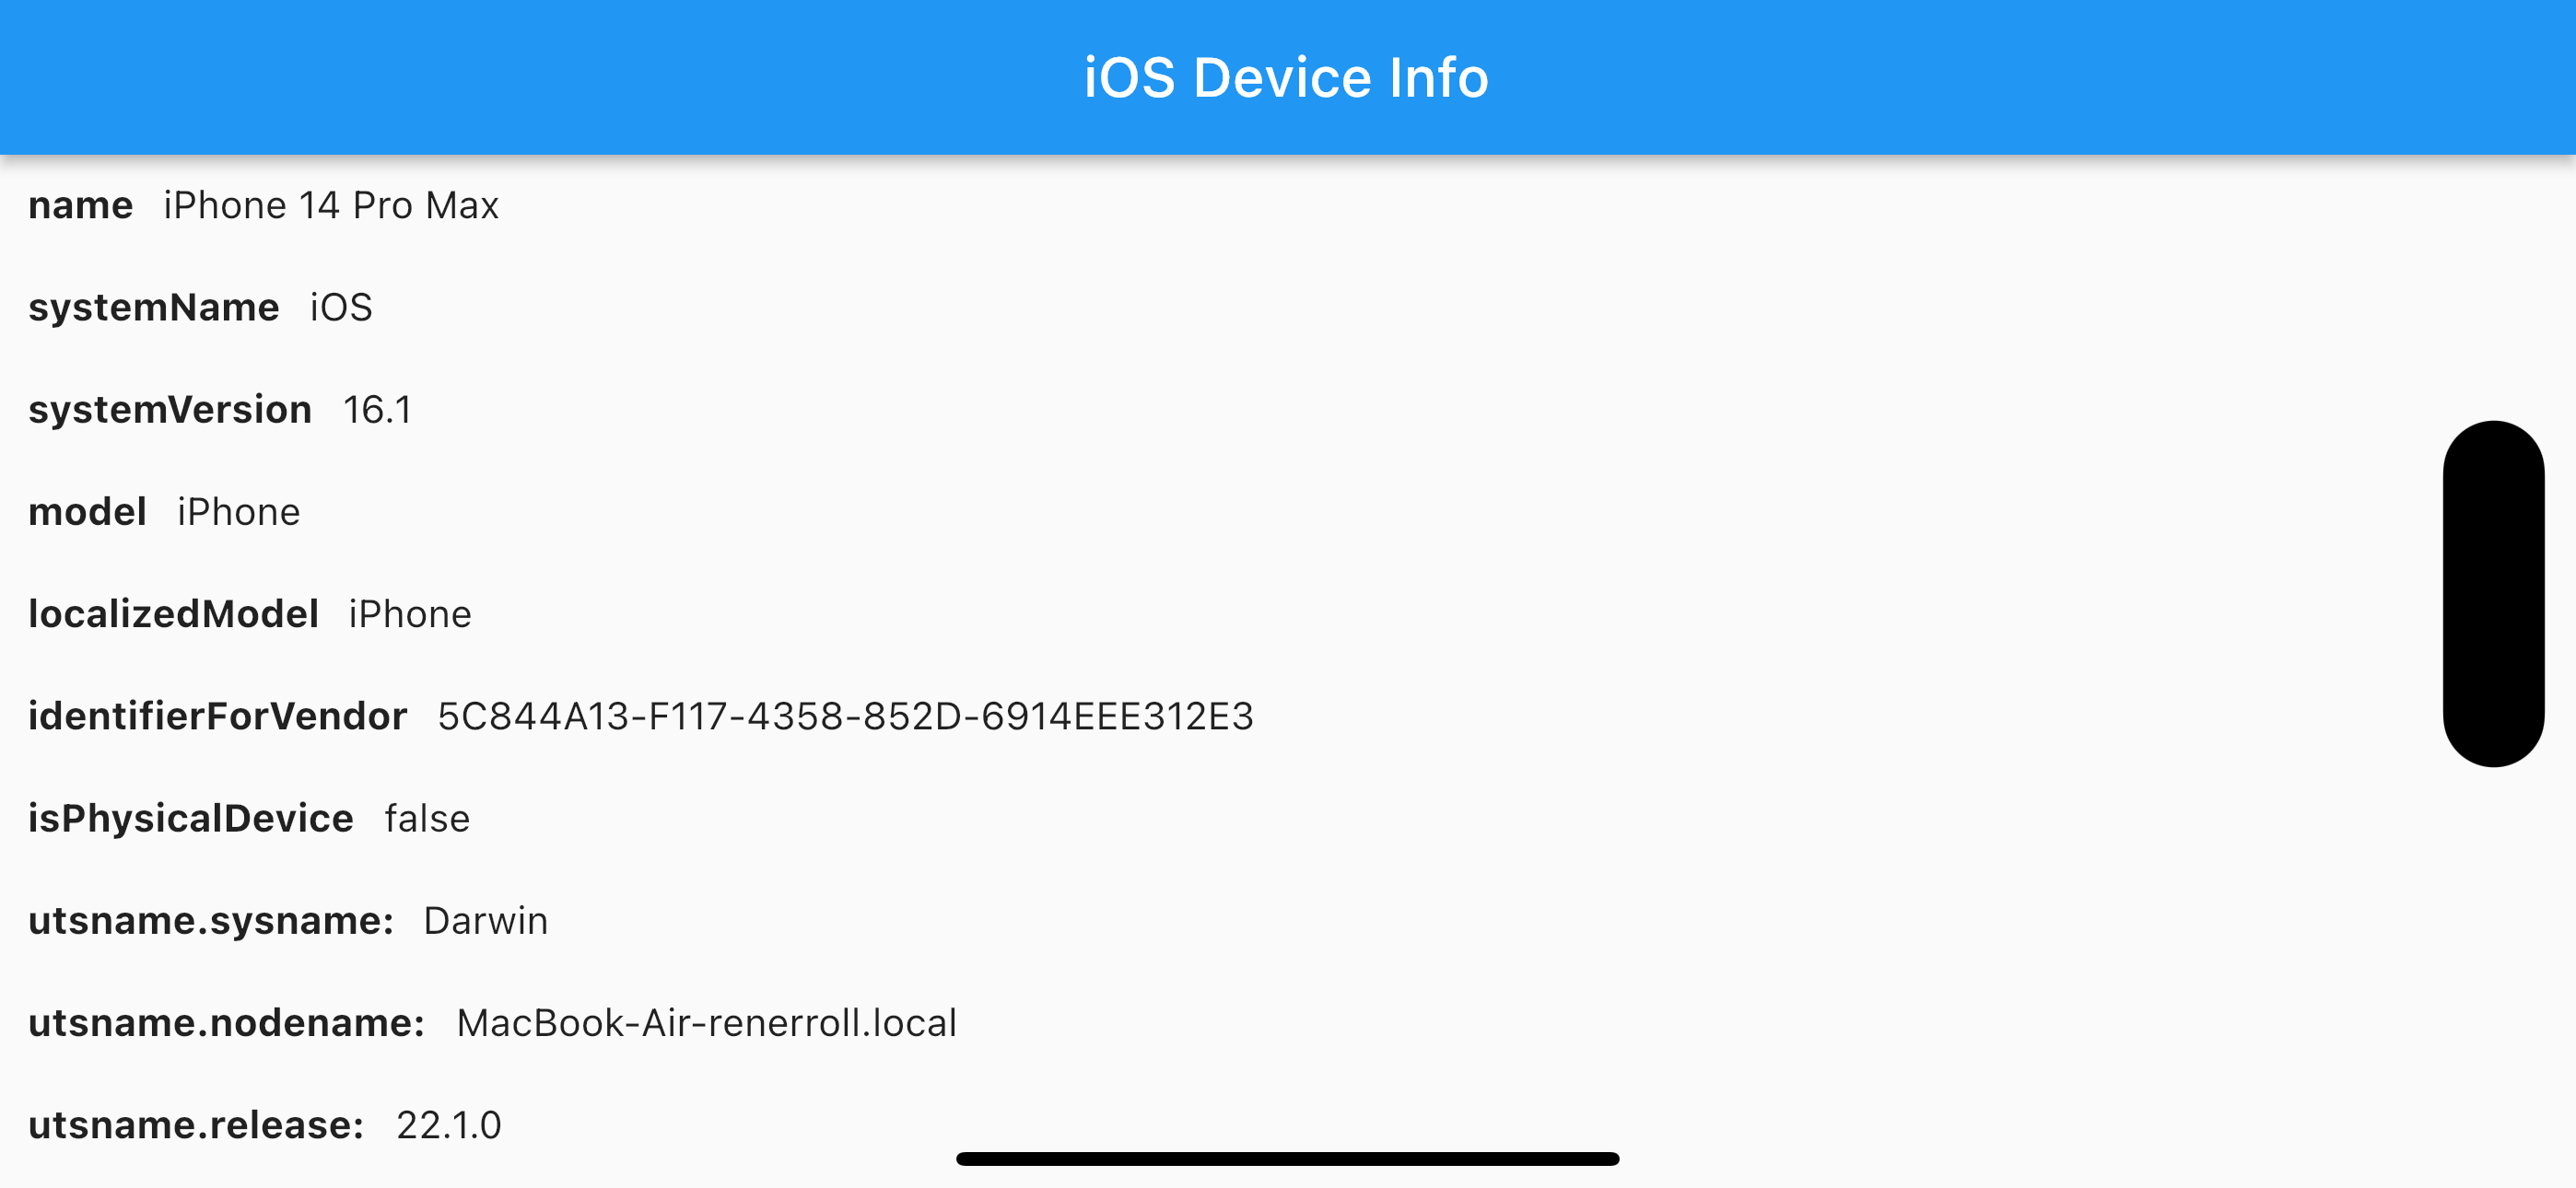 iOS Device Info
name iPhone 14 Pro Max
systemName iOS
systemVersion 16.1
model iPhone
localizedModel iPhone
identifierForVendor 5C844A13-F117-4358-852D-6914EEE312E3
isPhysicalDevice false
utsname.sysname: Darwin
utsname.nodename: MacBook-Air-renerroll.local
utsname.release: 22.1.0